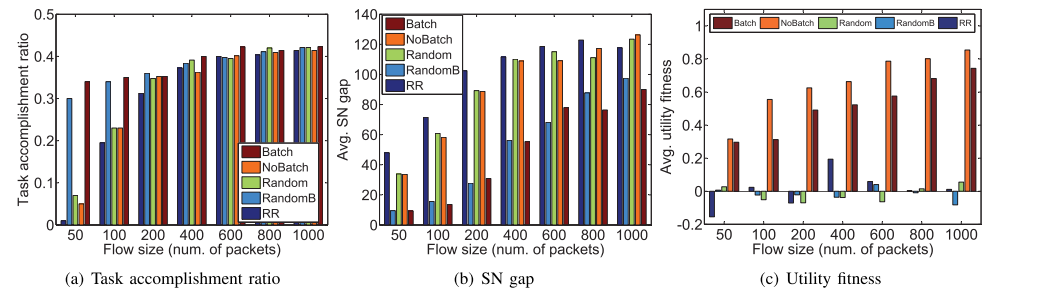 Task accomplishment ratio
0.5
0.4
0.3
0.2
0.1
0
50 100 200 400 600 800 1000
Flow size (num. of packets)
Batch
NoBatch
Random
RandomB
RR
(a) Task accomplishment ratio
Avg. SN gap
140
120
100
80
60
40
20
0
50 100 200 400 600 800 1000
Flow size (num. of packets)
Batch
NoBatch
Random
RandomB
RR
(b) SN gap
Avg. utility fitness
1
0.8
0.6
0.4
0.2
0
-0.2
50 100 200 400 600 800 1000
Flow size (num. of packets)
Batch NoBatch Random RandomB RR
(c) Utility fitness